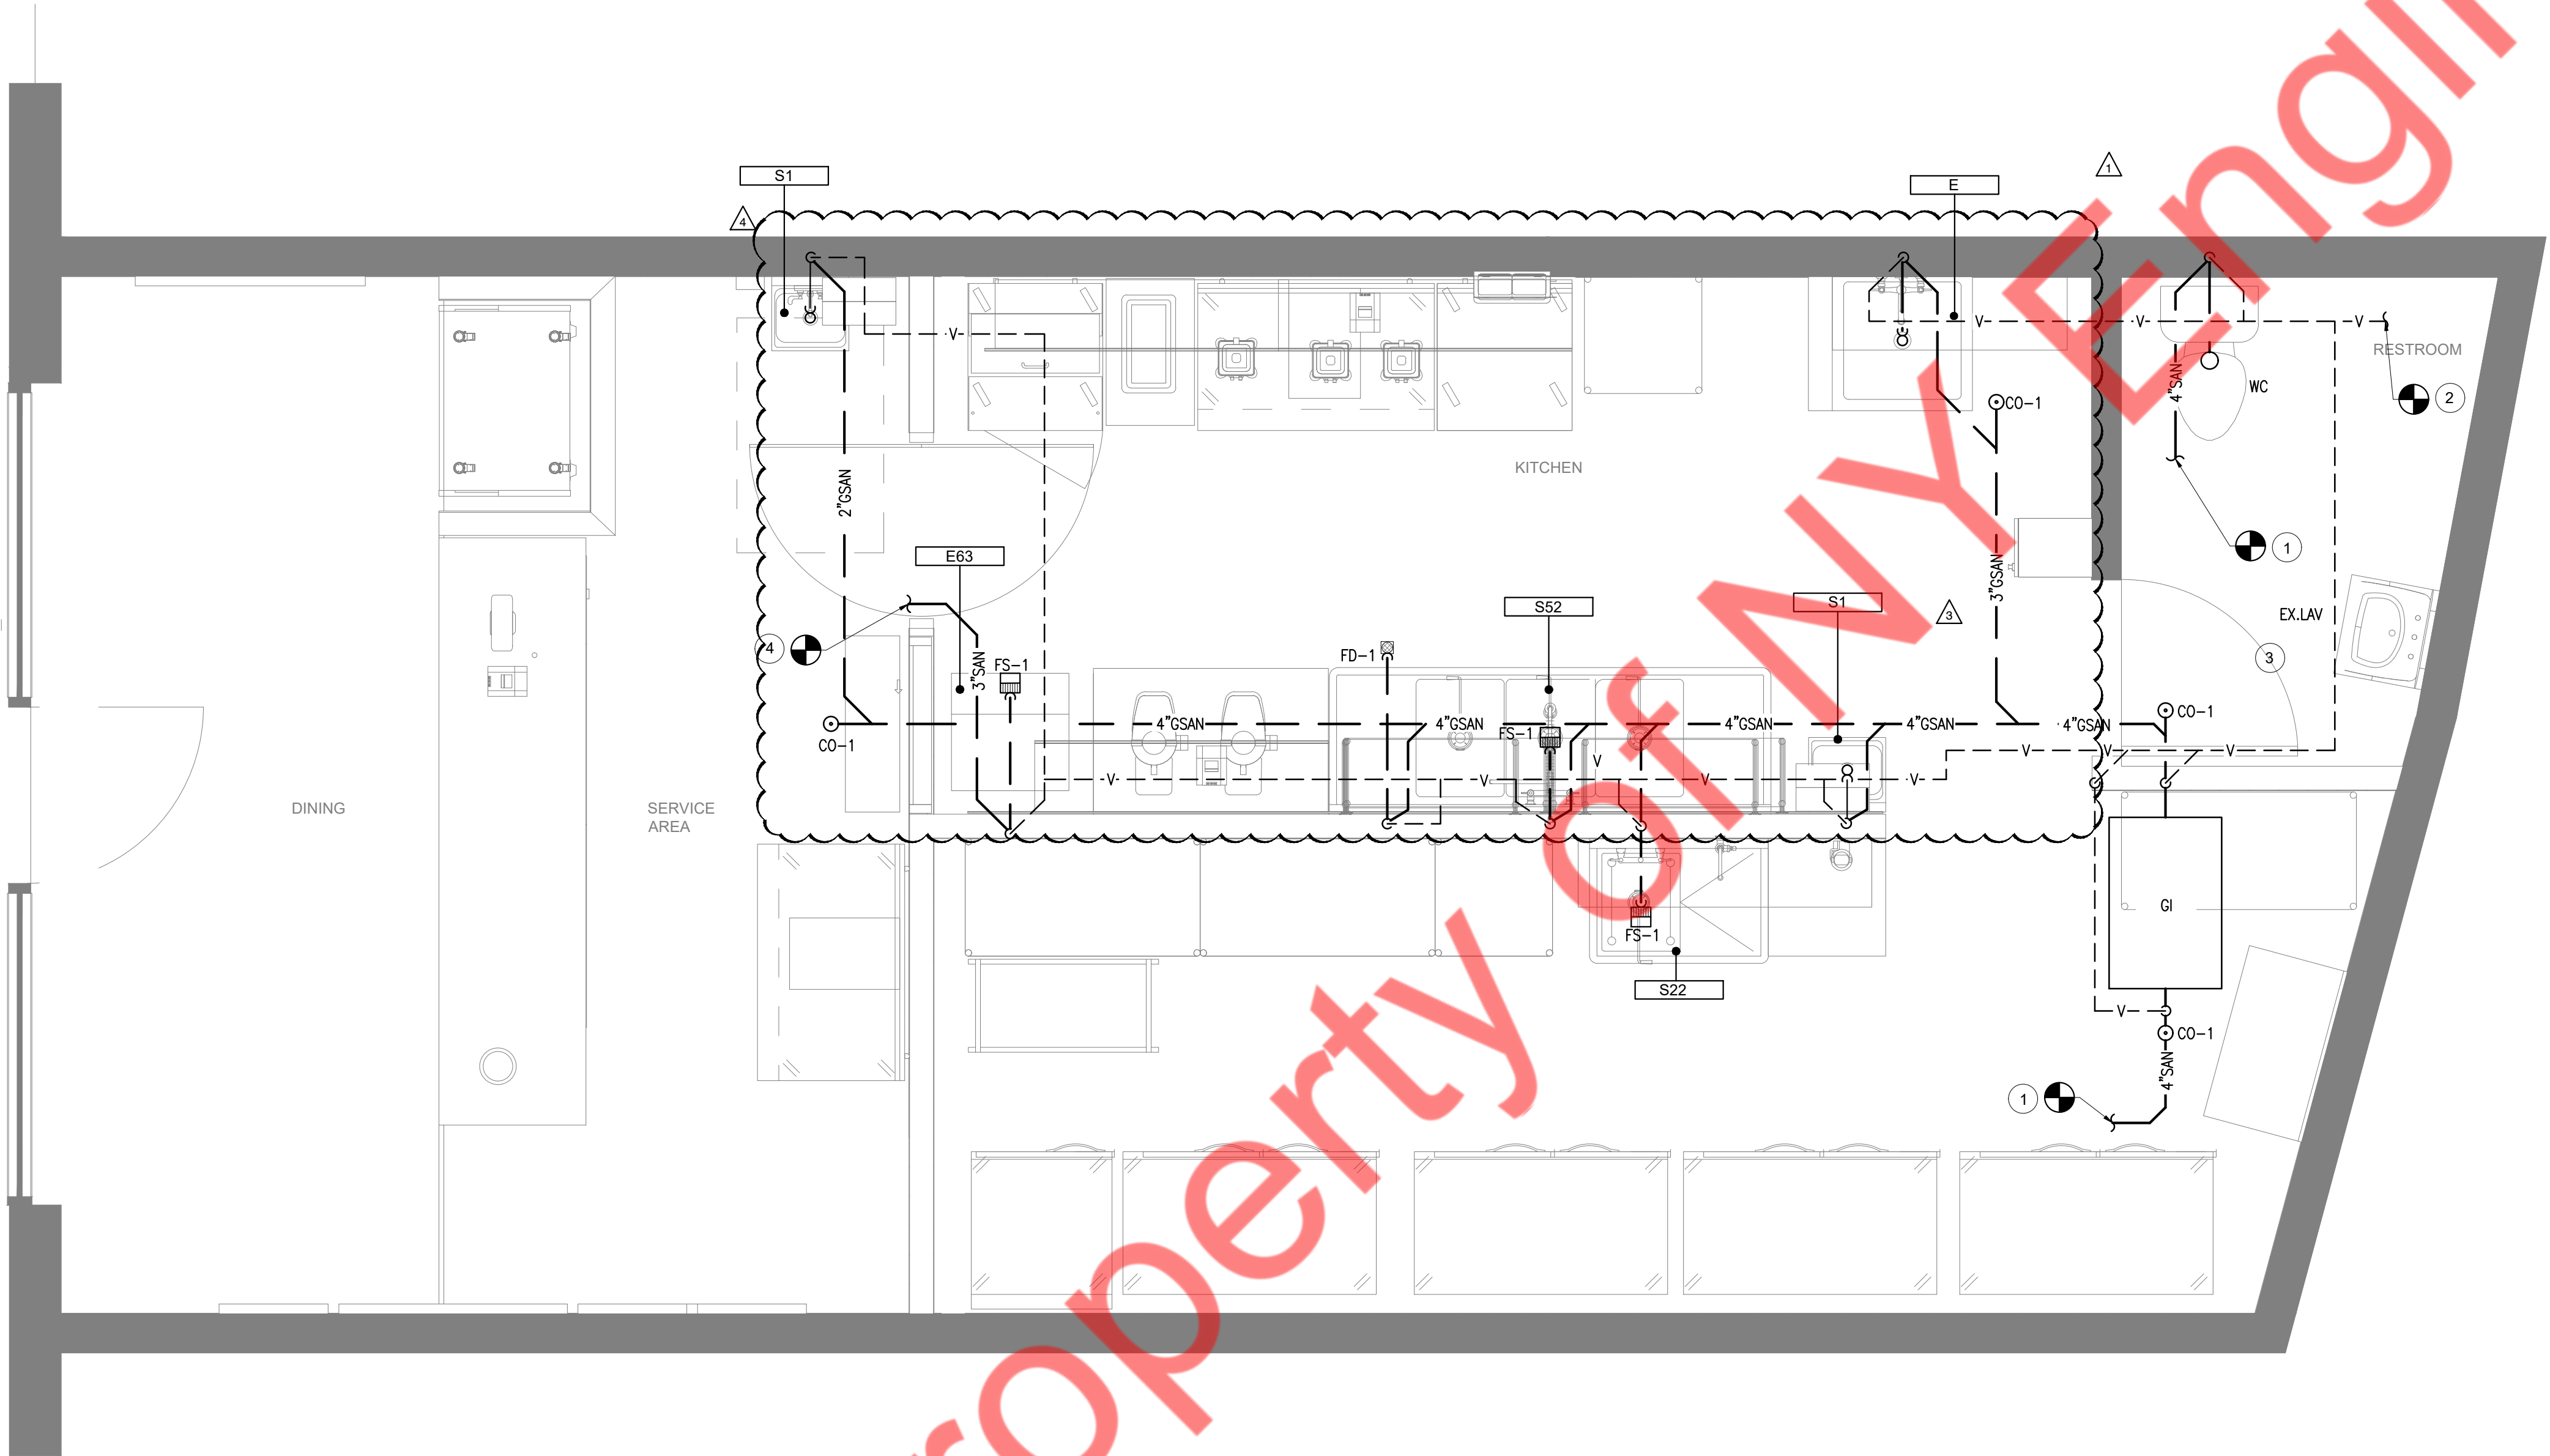 S1
E
1
4
V
V
V
V
RESTROOM
4"SAN
WC
2
CO-1
KITCHEN
2"GSAN
1
E63
3"GSAN
S52
S1
3
EX.LAV
4
3"SAN
FS-1
FD-1
3
CO-1
4"GSAN
4"GSAN
FS-1
4"GSAN
4"GSAN
4"GSAN
CO-1
V
V
V
V
V
V
V
V
DINING
SERVICE
AREA
GI
FS-1
S22
V
CO-1
4"SAN
1
Property of NY Engi